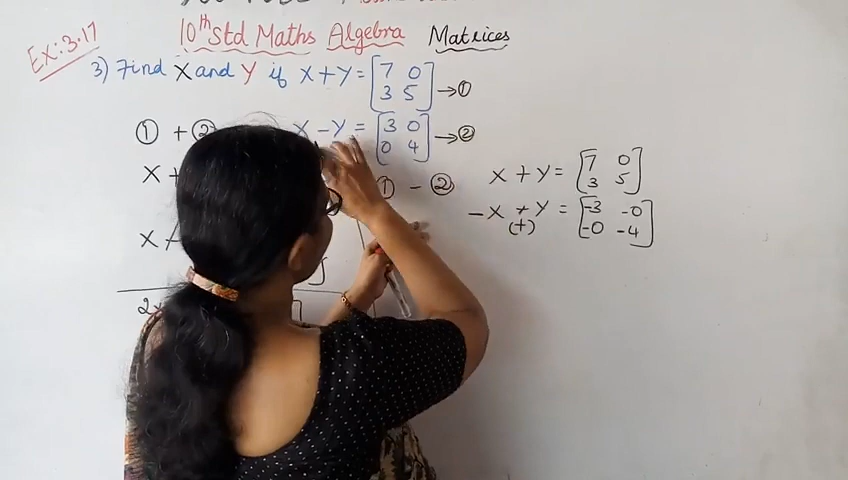 10th Std Maths Algebra Matrices
Ex: 3.17
3) Find X and Y if X + Y = [7 0
3 5] → ①
X - Y = [3 0
0 4] → ②
① + ②
X +
X
2x
① - ②
X + Y = [7 0
3 5]
-X + Y = [-3 -0
(+) -0 -4]